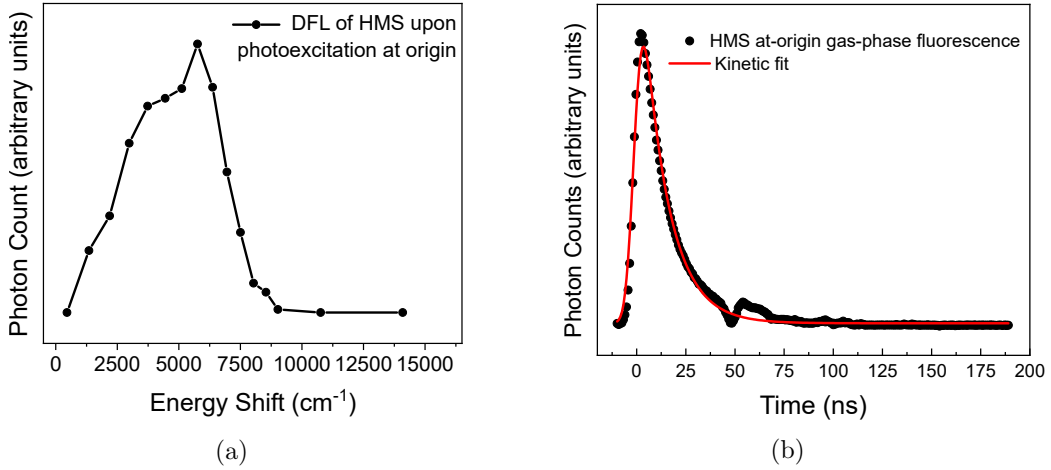 DFL of HMS upon
photoexcitation at origin
Photon Count (arbitrary units)
0 2500 5000 7500 10000 12500 15000
Energy Shift (cm⁻¹)
(a)
HMS at-origin gas-phase fluorescence
Kinetic fit
Photon Counts (arbitrary units)
0 25 50 75 100 125 150 175 200
Time (ns)
(b)